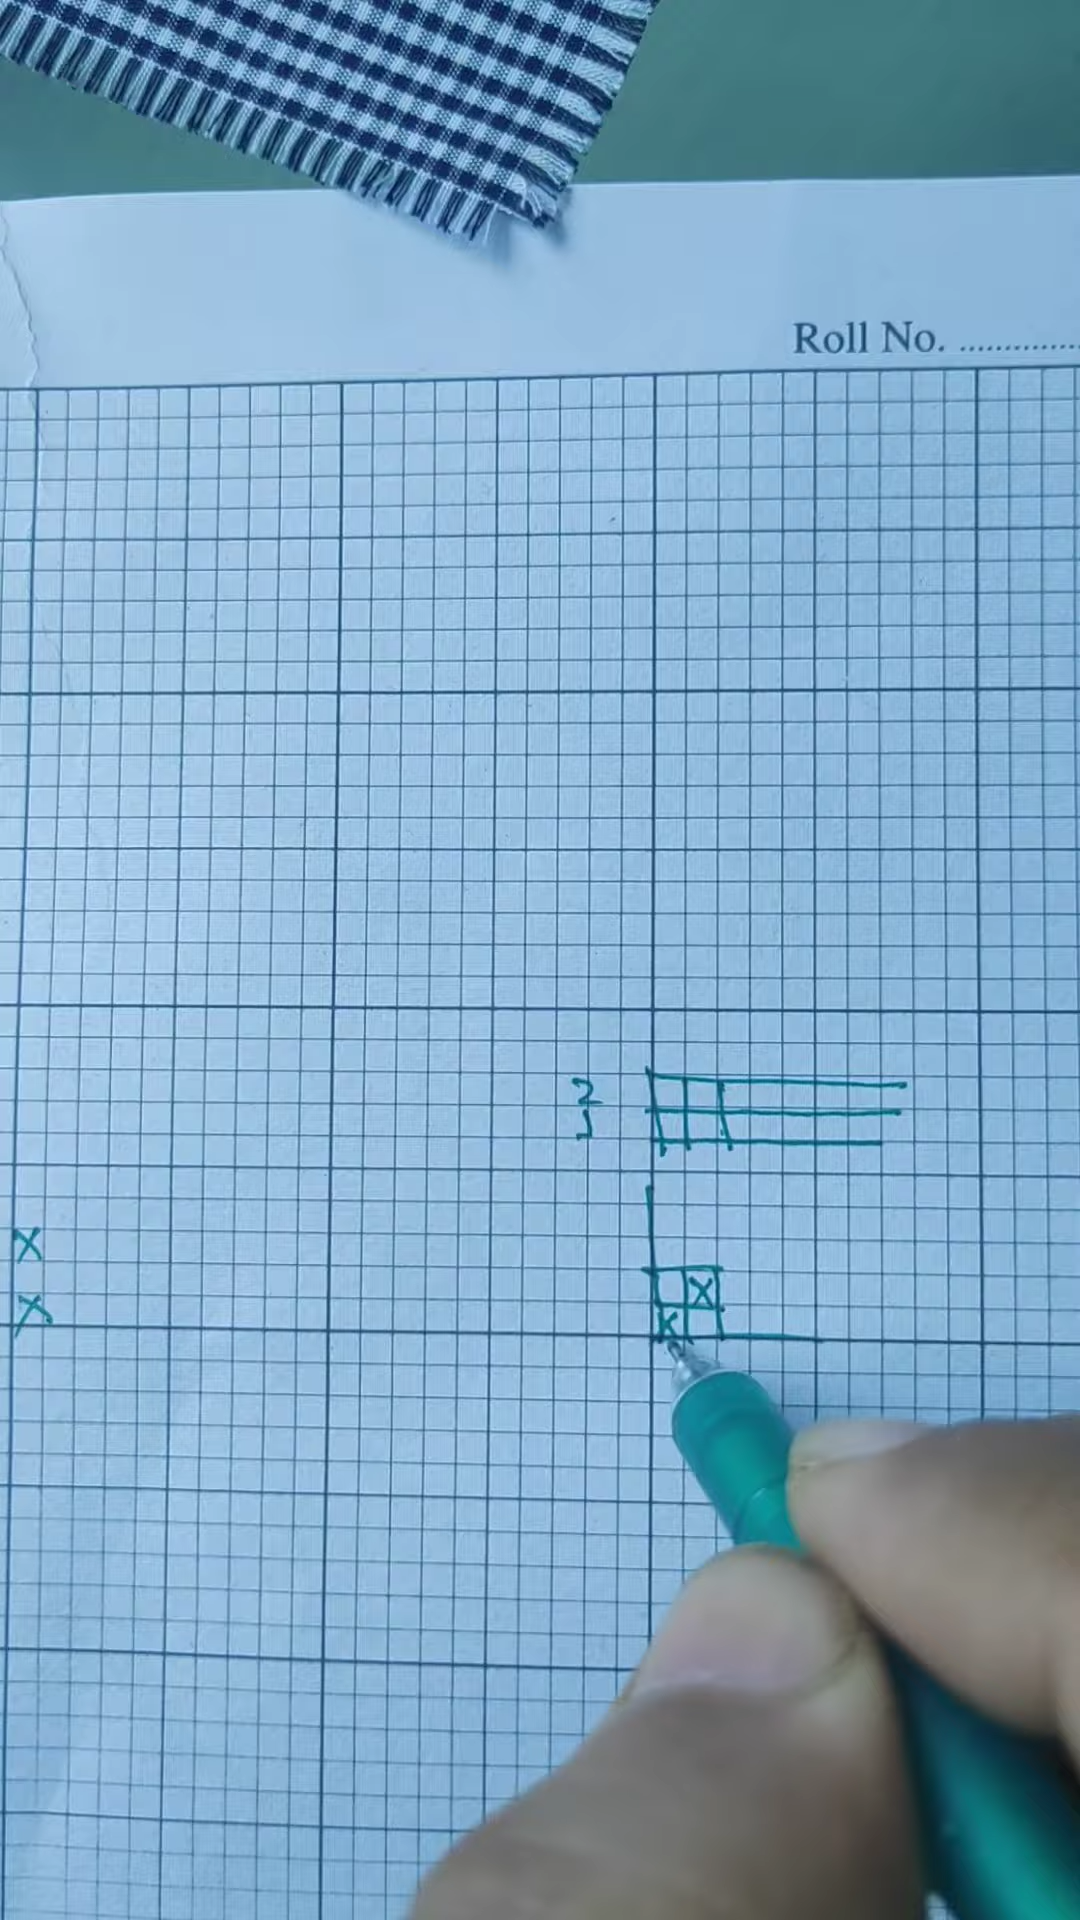 Roll No. ..............
2
1
X
X
X
X